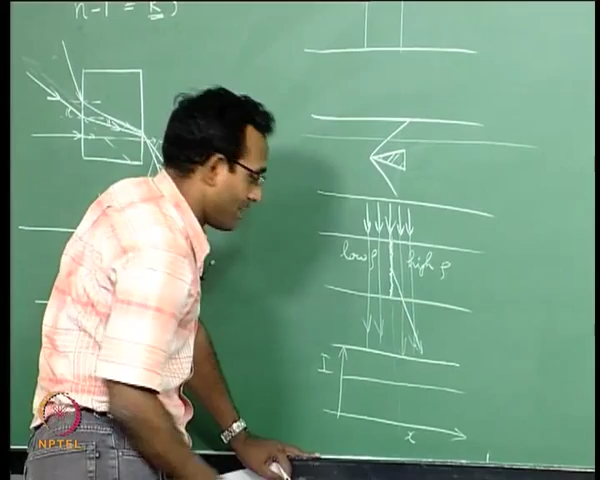 n-1 = k )
low ρ
high ρ
I
x
NPTEL